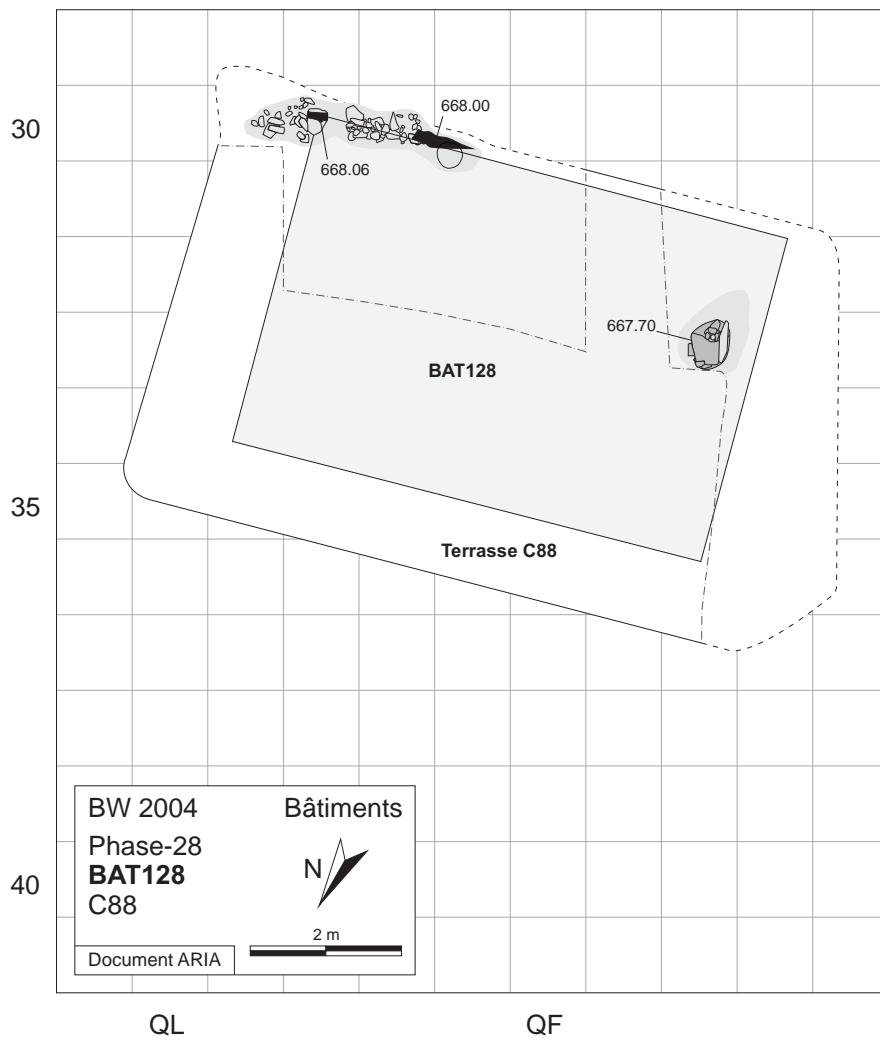 30
668.00
668.06
667.70
BAT128
35
Terrasse C88
BW 2004 Bâtiments
Phase-28
BAT128
C88
N
40
2 m
Document ARIA
QL QF